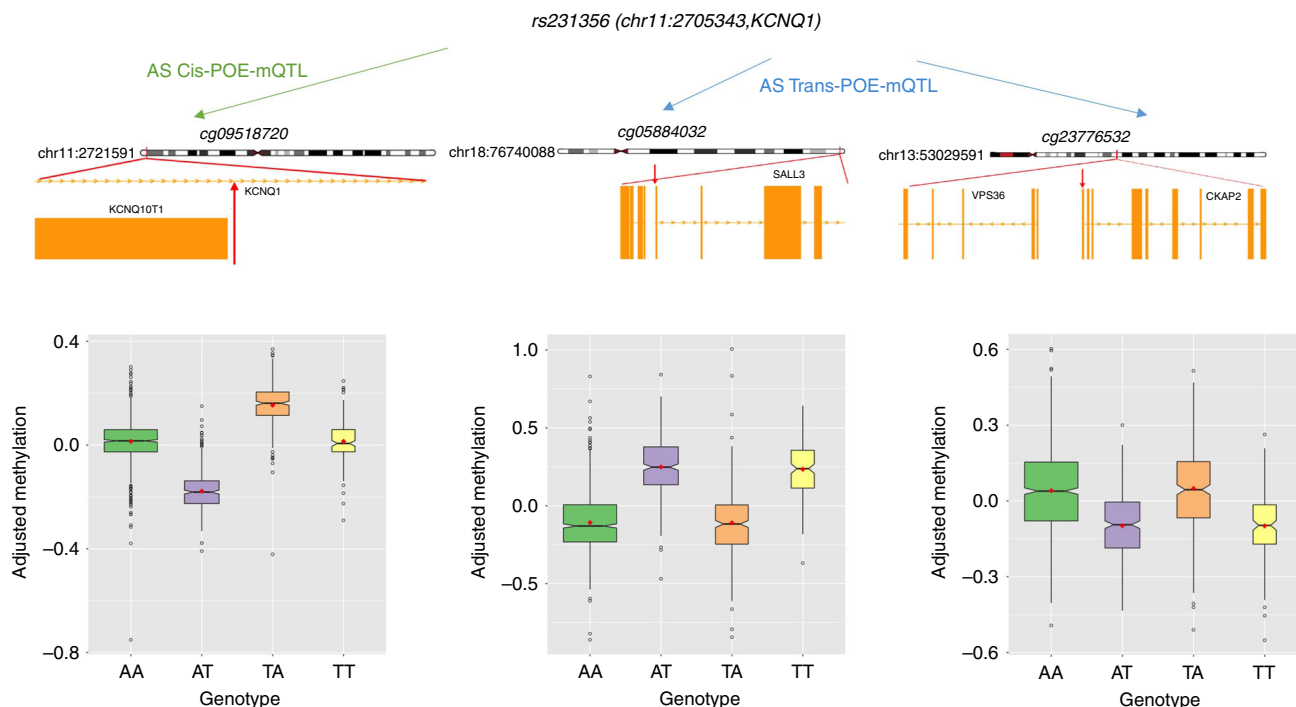 rs231356 (chr11:2705343,KCNQ1)
AS Cis-POE-mQTL
AS Trans-POE-mQTL
cg09518720
chr11:2721591
KCNQ1
KCNQ10T1
cg05884032
chr18:76740088
SALL3
cg23776532
chr13:53029591
VPS36
CKAP2
Adjusted methylation
0.4
0.0
−0.4
−0.8
AA AT TA TT
Genotype
Adjusted methylation
1.0
0.5
0.0
−0.5
AA AT TA TT
Genotype
Adjusted methylation
0.6
0.3
0.0
−0.3
−0.6
AA AT TA TT
Genotype